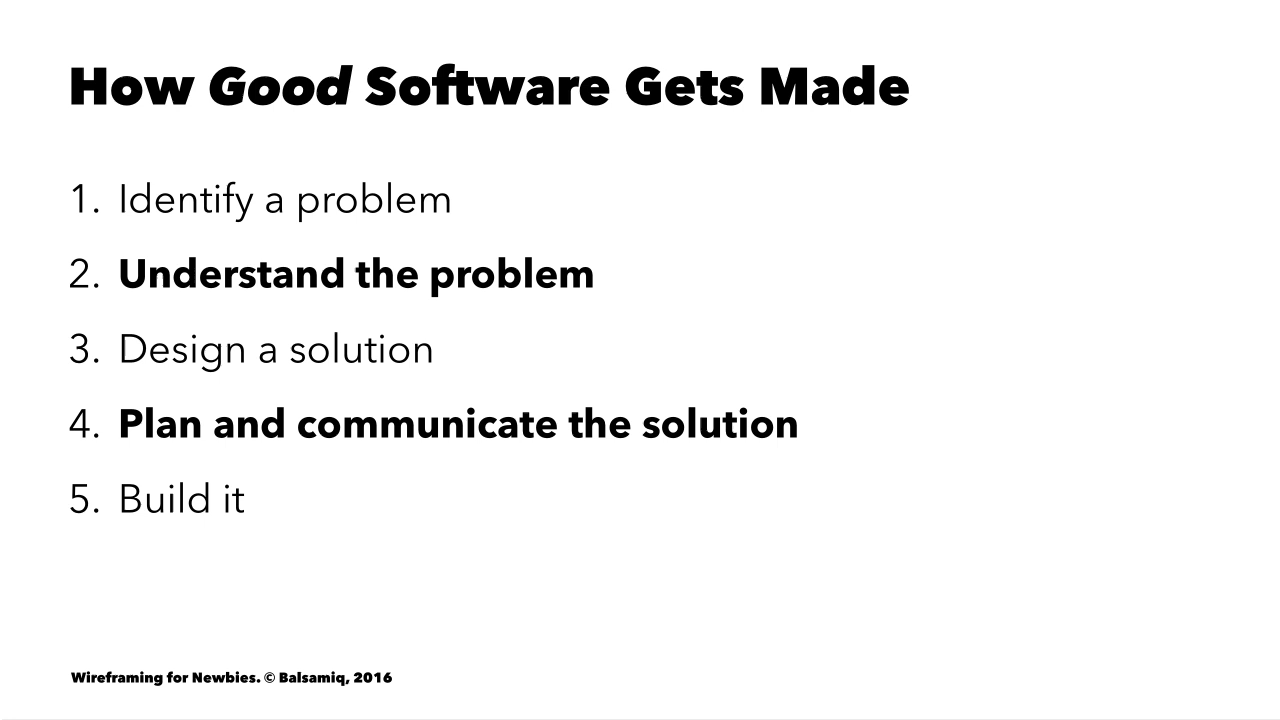 How Good Software Gets Made
1. Identify a problem
2. Understand the problem
3. Design a solution
4. Plan and communicate the solution
5. Build it
Wireframing for Newbies. © Balsamiq, 2016